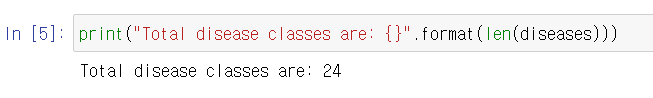 In [5]: print("Total disease classes are: {}".format(len(diseases)))
Total disease classes are: 24